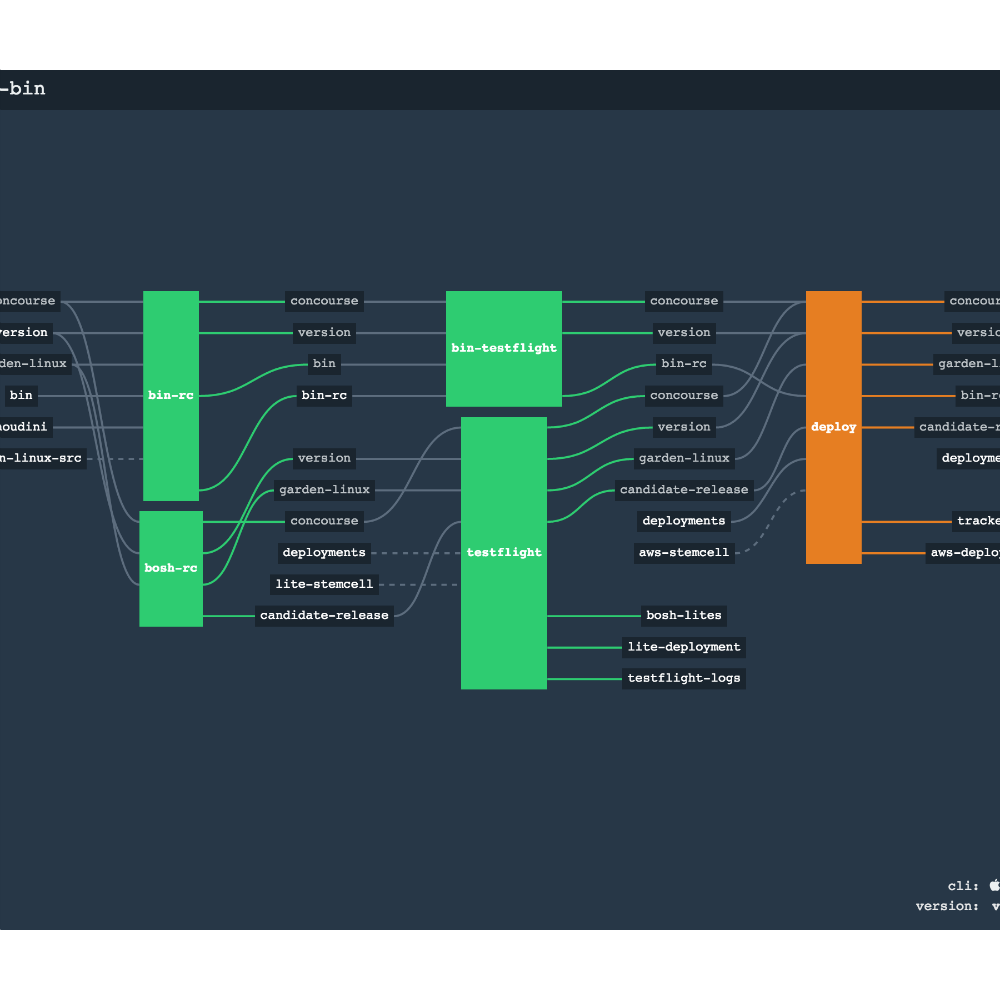 -bin
oncourse
version
den-linux
bin
houdini
n-linux-src
bin-rc
bosh-rc
concourse
version
bin
bin-rc
version
garden-linux
concourse
deployments
lite-stemcell
candidate-release
bin-testflight
testflight
concourse
version
bin-rc
concourse
version
garden-linux
candidate-release
deployments
aws-stemcell
bosh-lites
lite-deployment
testflight-logs
deploy
concour
versio
garden-l
bin-r
candidate-r
deployme
tracke
aws-deplo
cli:
version: v